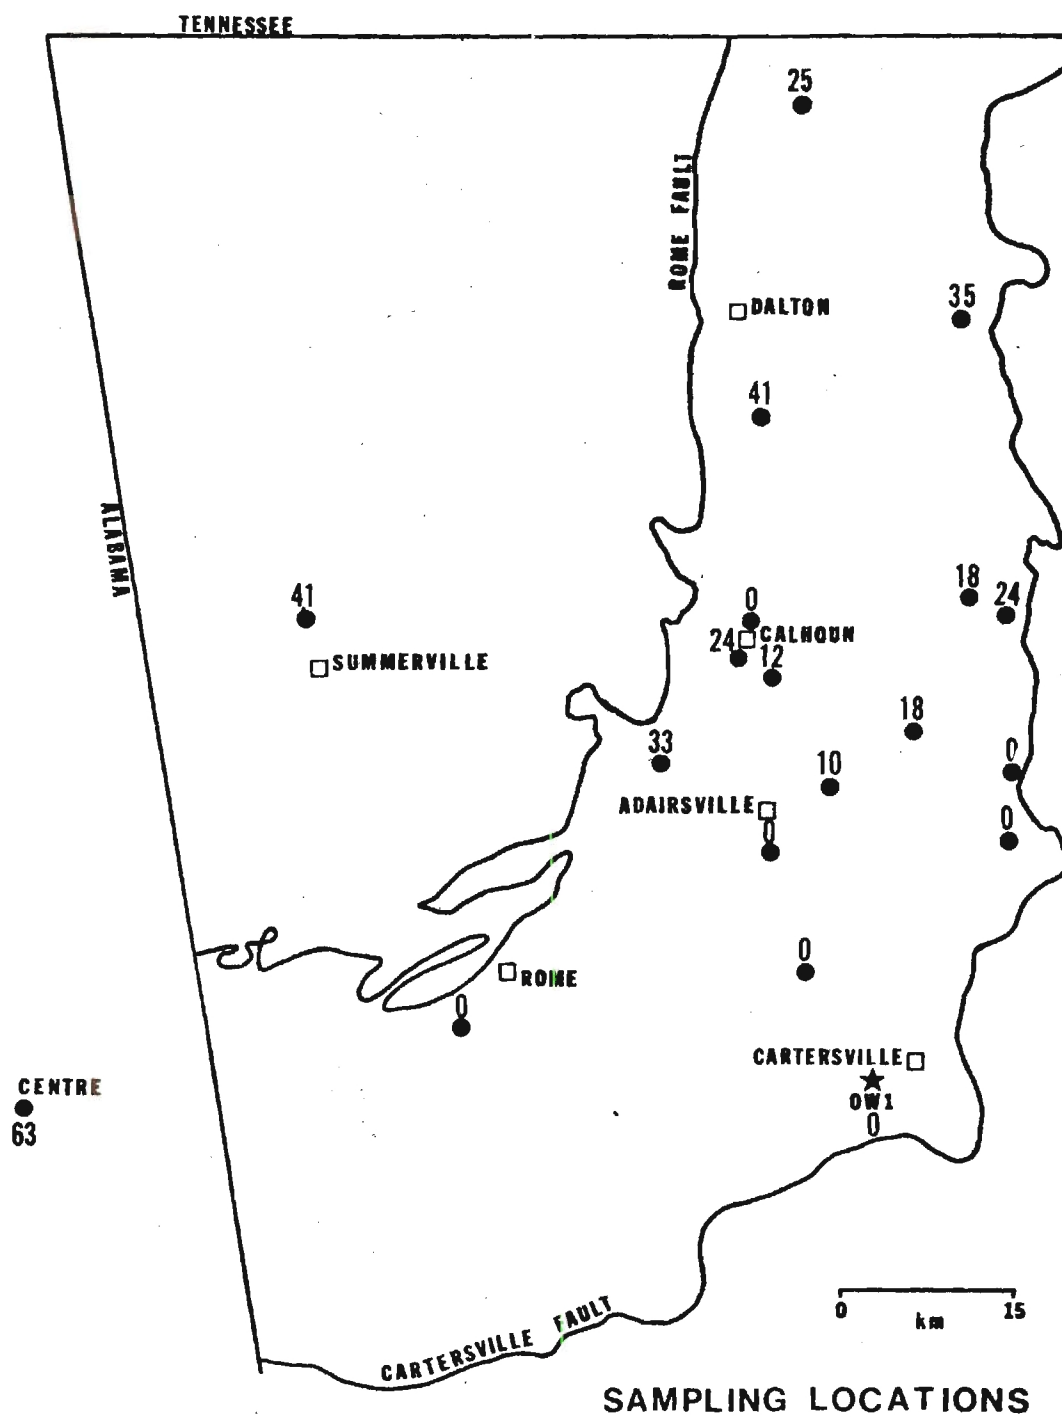 TENNESSEE
25
ROME FAULT
DALTON
35
41
ALABAMA
41
0
18
24
CALHOUN
24
12
SUMMERVILLE
18
33
0
10
ADAIRSVILLE
0
0
0
ROME
0
CARTERSVILLE
CENTRE
OW1
63
0
0
15
km
CARTERSVILLE FAULT
SAMPLING LOCATIONS